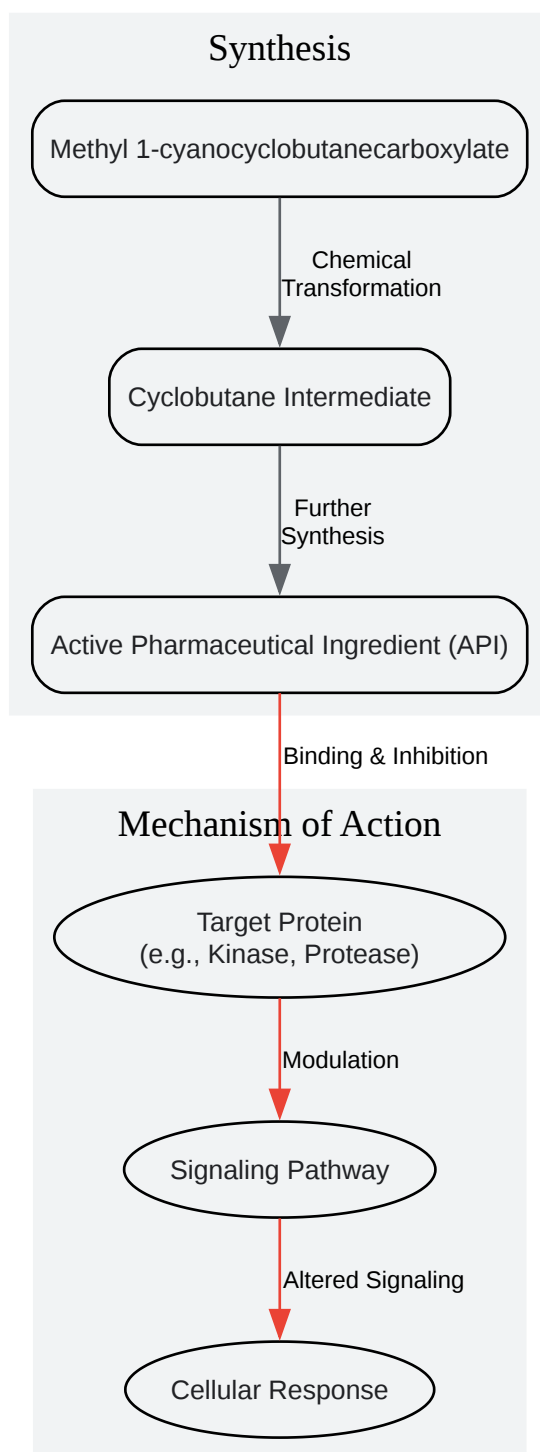 Synthesis
Methyl 1-cyanocyclobutanecarboxylate
Chemical
Transformation
Cyclobutane Intermediate
Further
Synthesis
Active Pharmaceutical Ingredient (API)
Binding & Inhibition
Mechanism of Action
Target Protein
(e.g., Kinase, Protease)
Modulation
Signaling Pathway
Altered Signaling
Cellular Response